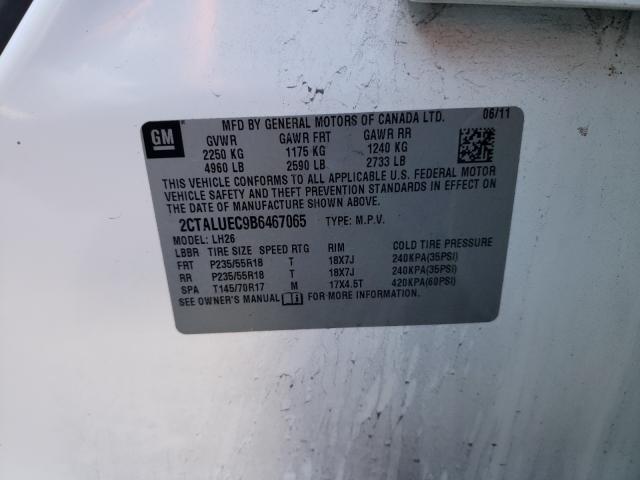 GM
MFD BY GENERAL MOTORS OF CANADA LTD. 06/11
GVWR GAWR FRT GAWR RR
2250 KG 1175 KG 1240 KG
4960 LB 2590 LB 2733 LB
THIS VEHICLE CONFORMS TO ALL APPLICABLE U.S. FEDERAL MOTOR
VEHICLE SAFETY AND THEFT PREVENTION STANDARDS IN EFFECT ON THE
DATE OF MANUFACTURE SHOWN ABOVE.
2CTALUEC9B6467065 TYPE: M.P.V.
MODEL: LH26
LBBR TIRE SIZE SPEED RTG RIM COLD TIRE PRESSURE
FRT P235/55R18 T 18X7J 240KPA(35PSI)
RR P235/55R18 T 18X7J 240KPA(35PSI)
SPA T145/70R17 M 17X4.5T 420KPA(60PSI)
SEE OWNER'S MANUAL FOR MORE INFORMATION.